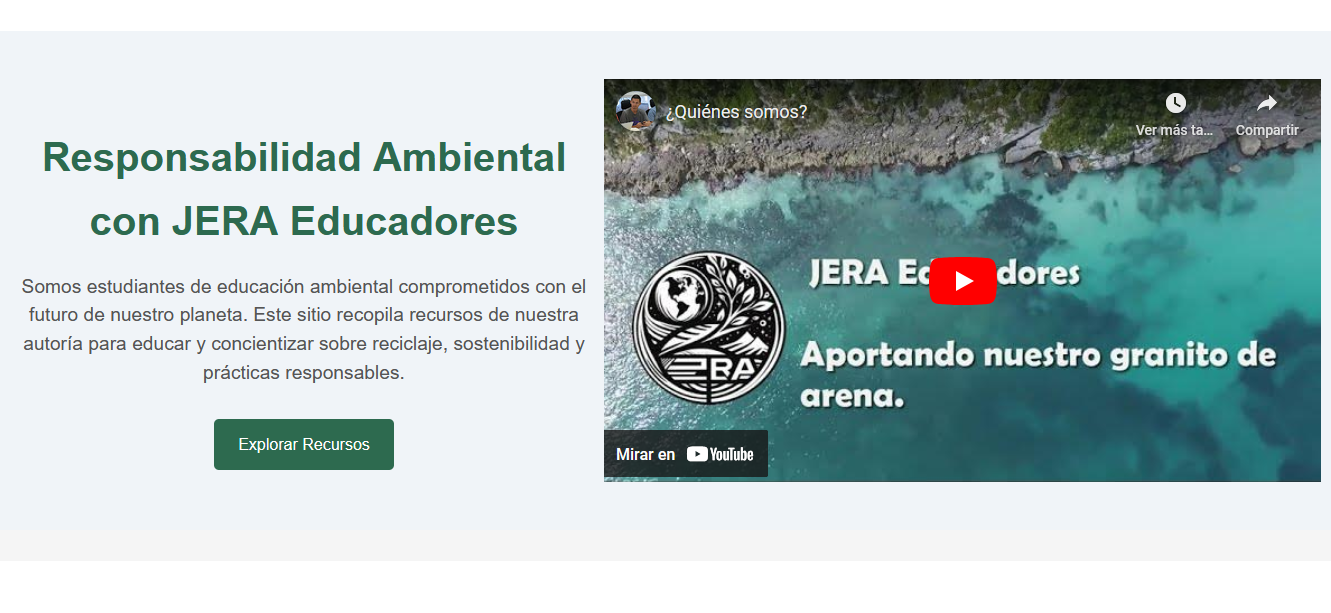 Responsabilidad Ambiental
con JERA Educadores
Somos estudiantes de educación ambiental comprometidos con el
futuro de nuestro planeta. Este sitio recopila recursos de nuestra
autoría para educar y concientizar sobre reciclaje, sostenibilidad y
prácticas responsables.
Explorar Recursos
¿Quiénes somos?
Ver más ta...
Compartir
JERA Ed dores
ERA
Aportando nuestro granito de
arena.
Mirar en YouTube